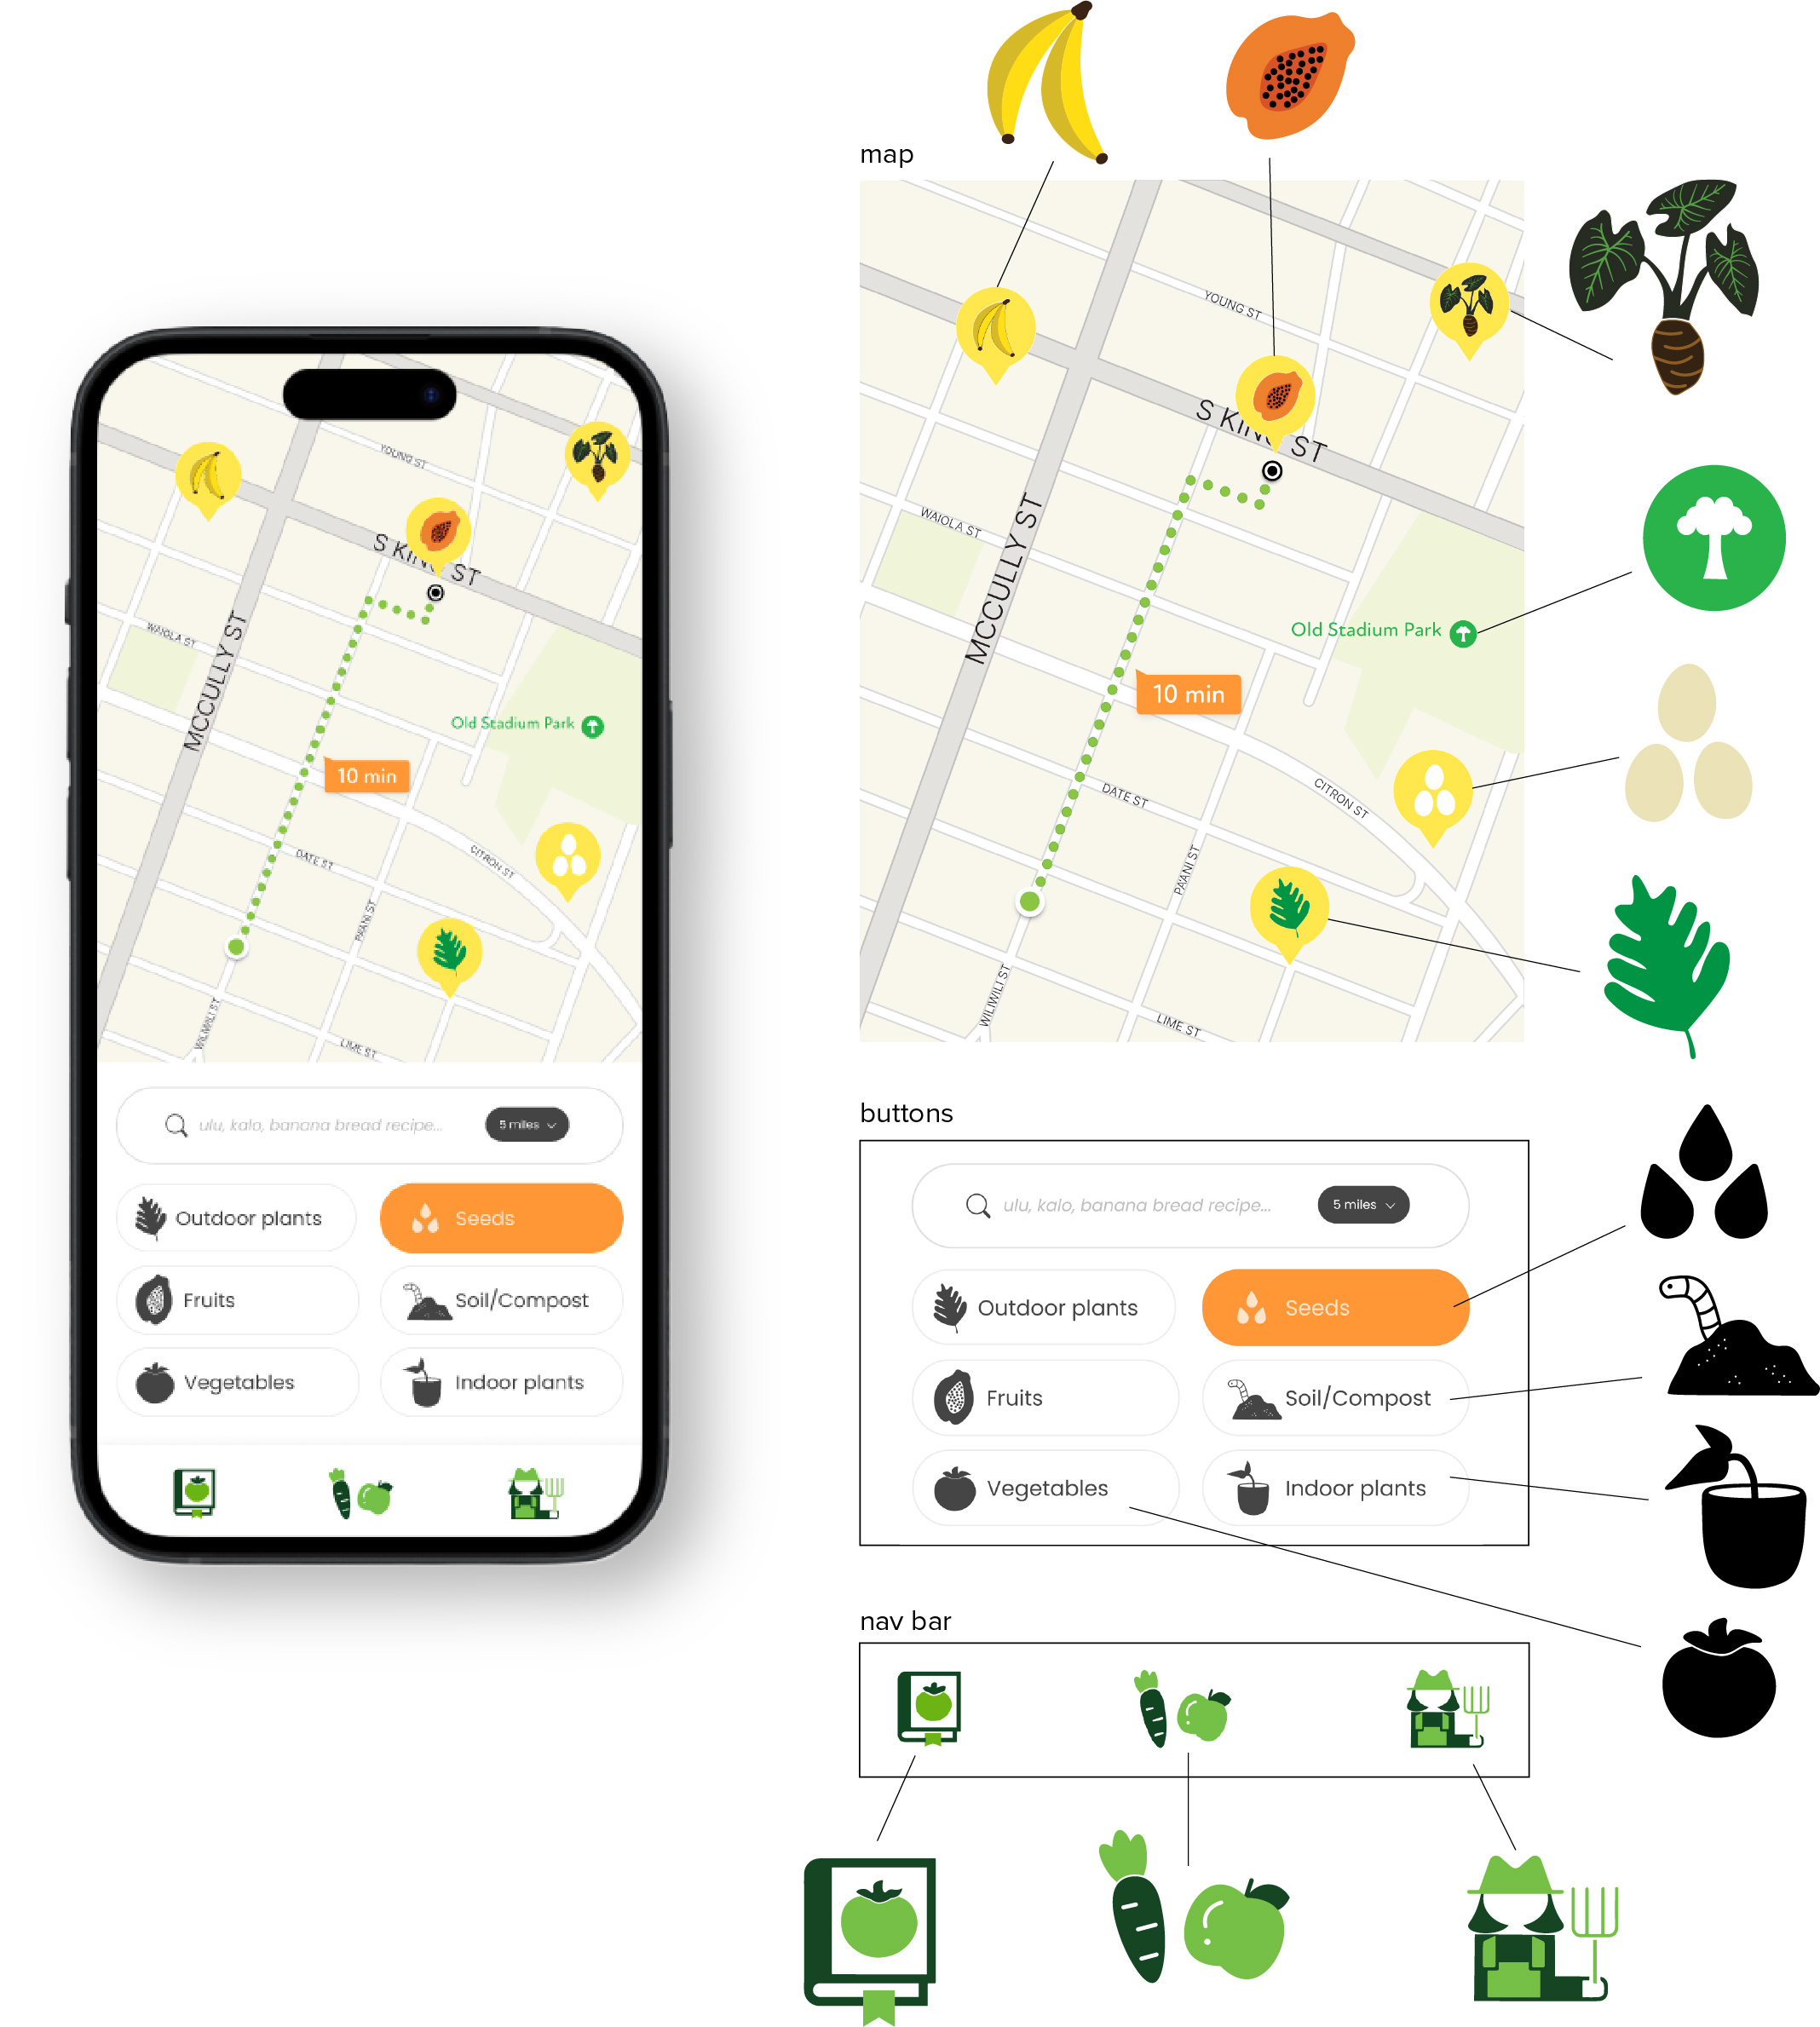 YOUNG ST
S KING ST
WAIOLA ST
MCCULLY ST
Old Stadium Park
10 min
DATE ST
CITRON ST
PA'ANI ST
WILIWILI ST
LIME ST
ulu, kalo, banana bread recipe...
5 miles
Outdoor plants
Seeds
Fruits
Soil/Compost
Vegetables
Indoor plants
map
YOUNG ST
S KING ST
WAIOLA ST
MCCULLY ST
Old Stadium Park
10 min
DATE ST
CITRON ST
PA'ANI ST
WILIWILI ST
LIME ST
buttons
ulu, kalo, banana bread recipe...
5 miles
Outdoor plants
Seeds
Fruits
Soil/Compost
Vegetables
Indoor plants
nav bar